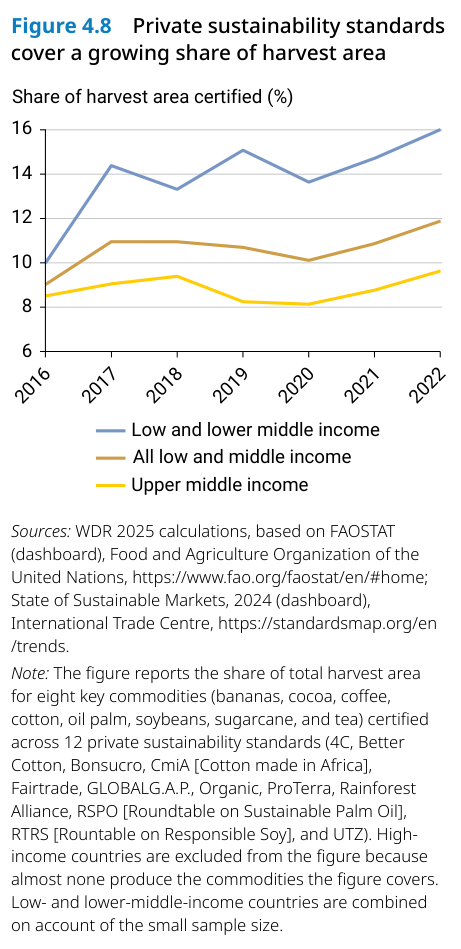 Figure 4.8 Private sustainability standards
cover a growing share of harvest area
Share of harvest area certified (%)
16
14
12
10
8
6
2016
2017
2018
2019
2020
2021
2022
Low and lower middle income
All low and middle income
Upper middle income
Sources: WDR 2025 calculations, based on FAOSTAT
(dashboard), Food and Agriculture Organization of the
United Nations, https://www.fao.org/faostat/en/#home;
State of Sustainable Markets, 2024 (dashboard),
International Trade Centre, https://standardsmap.org/en
/trends.
Note: The figure reports the share of total harvest area
for eight key commodities (bananas, cocoa, coffee,
cotton, oil palm, soybeans, sugarcane, and tea) certified
across 12 private sustainability standards (4C, Better
Cotton, Bonsucro, CmiA [Cotton made in Africa],
Fairtrade, GLOBALG.A.P., Organic, ProTerra, Rainforest
Alliance, RSPO [Roundtable on Sustainable Palm Oil],
RTRS [Rountable on Responsible Soy], and UTZ). High-
income countries are excluded from the figure because
almost none produce the commodities the figure covers.
Low- and lower-middle-income countries are combined
on account of the small sample size.